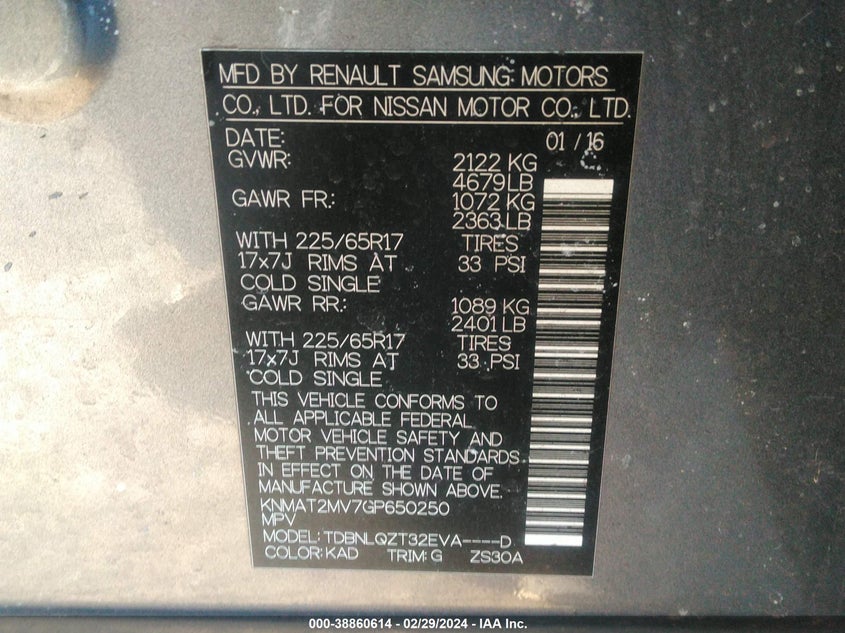 MFD BY RENAULT SAMSUNG MOTORS
CO., LTD. FOR NISSAN MOTOR CO., LTD.
DATE: 01 / 16
GVWR: 2122 KG
4679LB
GAWR FR: 1072 KG
2363LB
WITH 225/65R17 TIRES
17x7J RIMS AT 33 PSI
COLD SINGLE
GAWR RR: 1089 KG
2401LB
WITH 225/65R17 TIRES
17x7J RIMS AT 33 PSI
COLD SINGLE
THIS VEHICLE CONFORMS TO
ALL APPLICABLE FEDERAL
MOTOR VEHICLE SAFETY AND
THEFT PREVENTION STANDARDS
IN EFFECT ON THE DATE OF
MANUFACTURE SHOWN ABOVE.
KNMAT2MV7GP650250
MPV
MODEL: TDBNLQZT32EVA----D
COLOR: KAD TRIM: G ZS30A
000-38860614 - 02/29/2024 - IAA Inc.